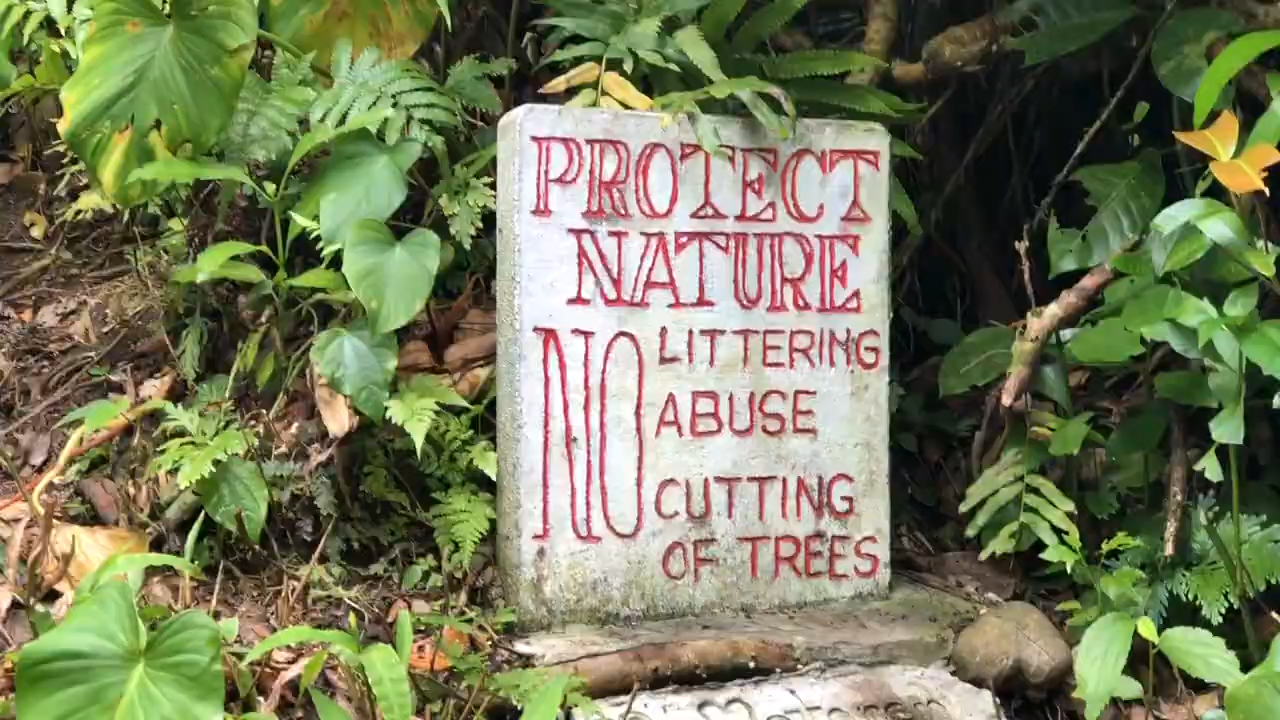 PROTECT
NATURE
NO LITTERING
ABUSE
CUTTING
OF TREES